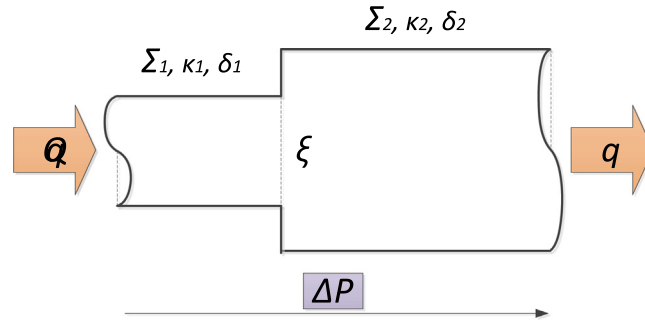 Σ2, κ2, δ2
Σ1, κ1, δ1
ξ
q
ΔP